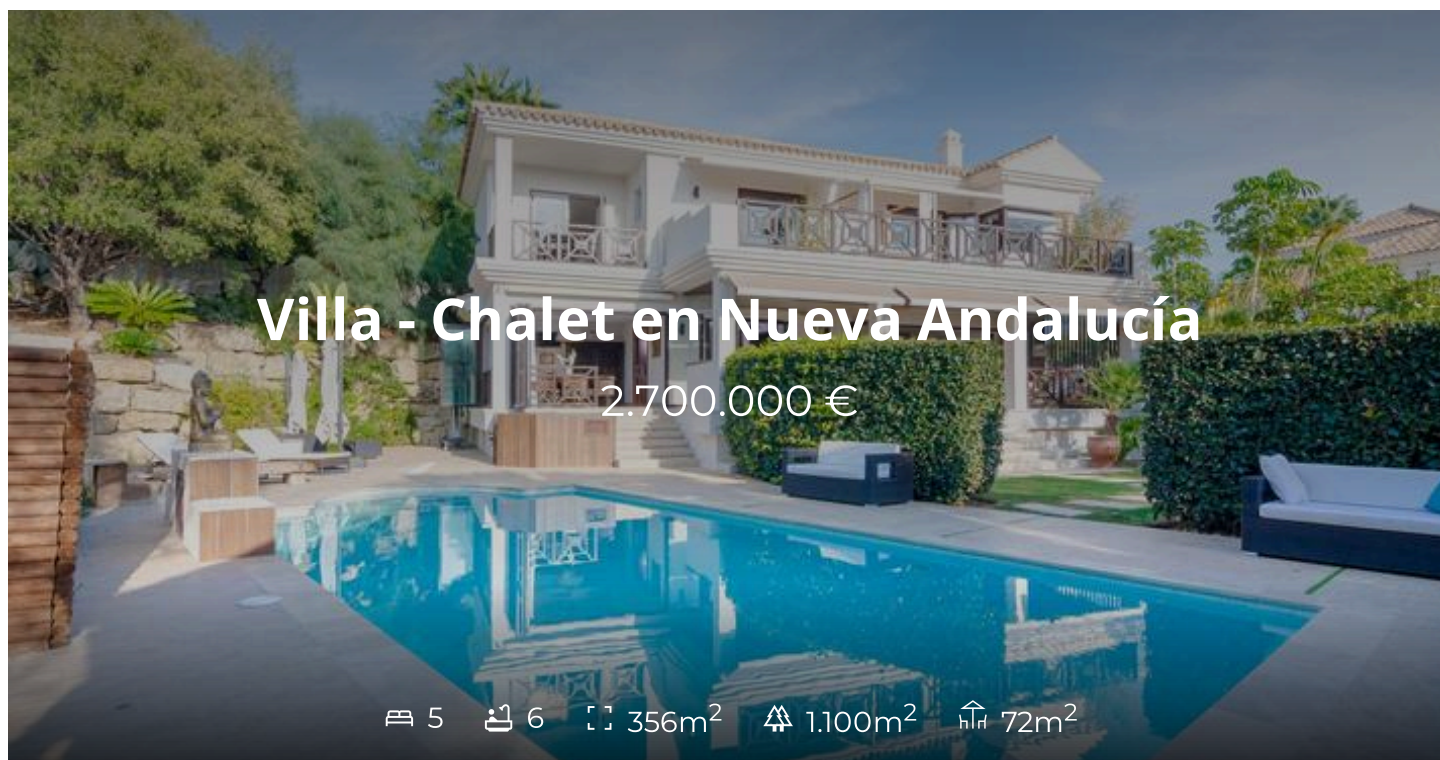 Villa - Chalet en Nueva Andalucía
2.700.000 €
5 6 356m² 1.100m² 72m²